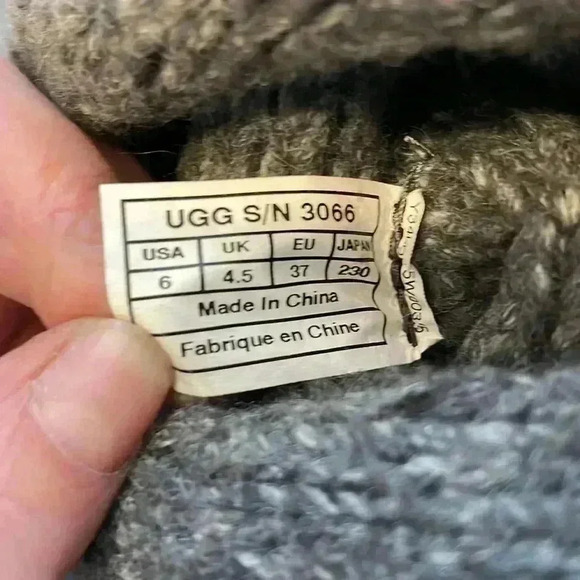 UGG S/N 3066
USA UK EU JAPAN
6 4.5 37 230
Made In China
Fabrique en Chine